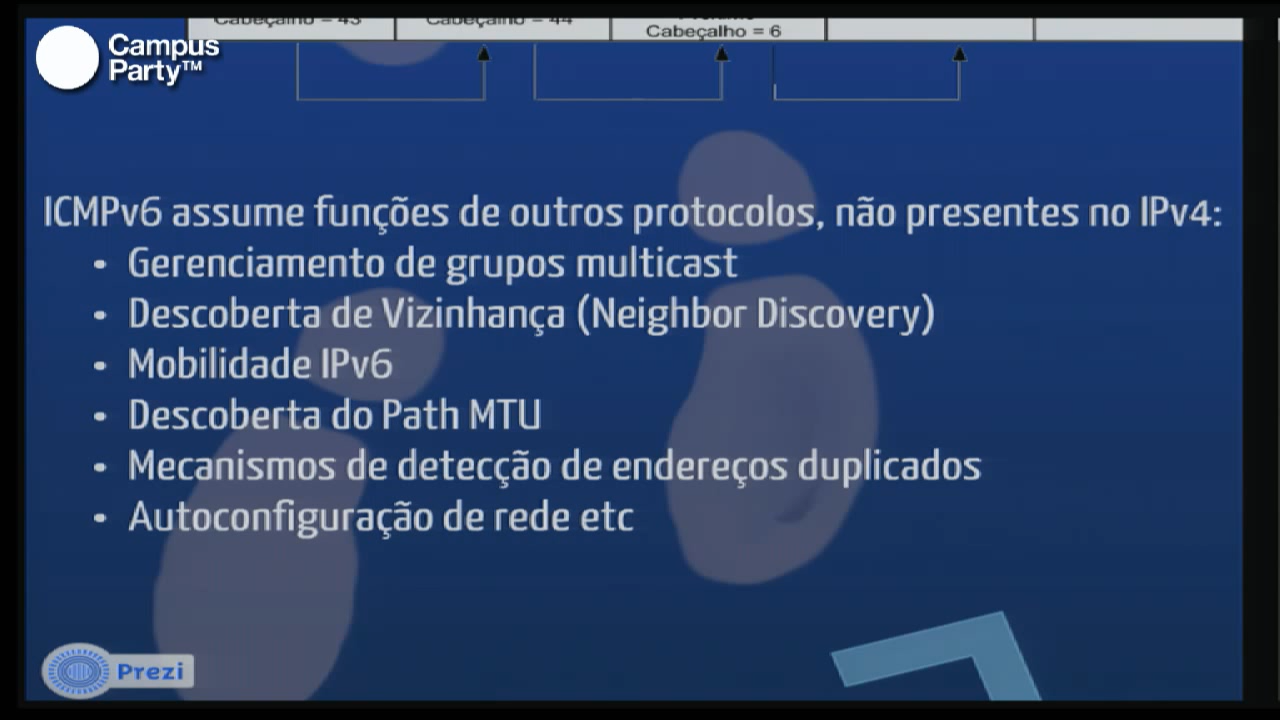 Cabeçalho = 43
Cabeçalho = 44
Cabeçalho = 6
Campus
Party™
ICMPv6 assume funções de outros protocolos, não presentes no IPv4:
• Gerenciamento de grupos multicast
• Descoberta de Vizinhança (Neighbor Discovery)
• Mobilidade IPv6
• Descoberta do Path MTU
• Mecanismos de detecção de endereços duplicados
• Autoconfiguração de rede etc
Prezi